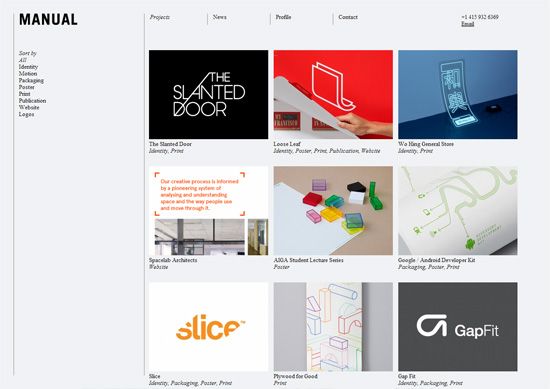 MANUAL
Projects
News
Profile
Contact
+1 415 932 6369
Email
Sort by
All
Identity
Motion
Packaging
Poster
Print
Publication
Website
Logos
THE
SLANTED
DOOR
The Slanted Door
Identity, Print
Loose Leaf
Identity, Poster, Print, Publication, Website
和
Wo Hing General Store
Identity, Print
Our creative process is informed
by a pioneering system of
analysing and understanding
space and the way people use
and move through it.
Spacelab Architects
Website
AIGA Student Lecture Series
Poster
Google / Android Developer Kit
Packaging, Poster, Print
slice™
Slice
Identity, Packaging, Poster, Print
Plywood for Good
Print
GapFit
Gap Fit
Identity, Packaging, Print